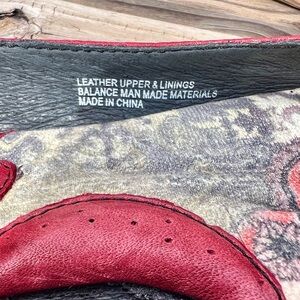 LEATHER UPPER & LININGS
BALANCE MAN MADE MATERIALS
MADE IN CHINA